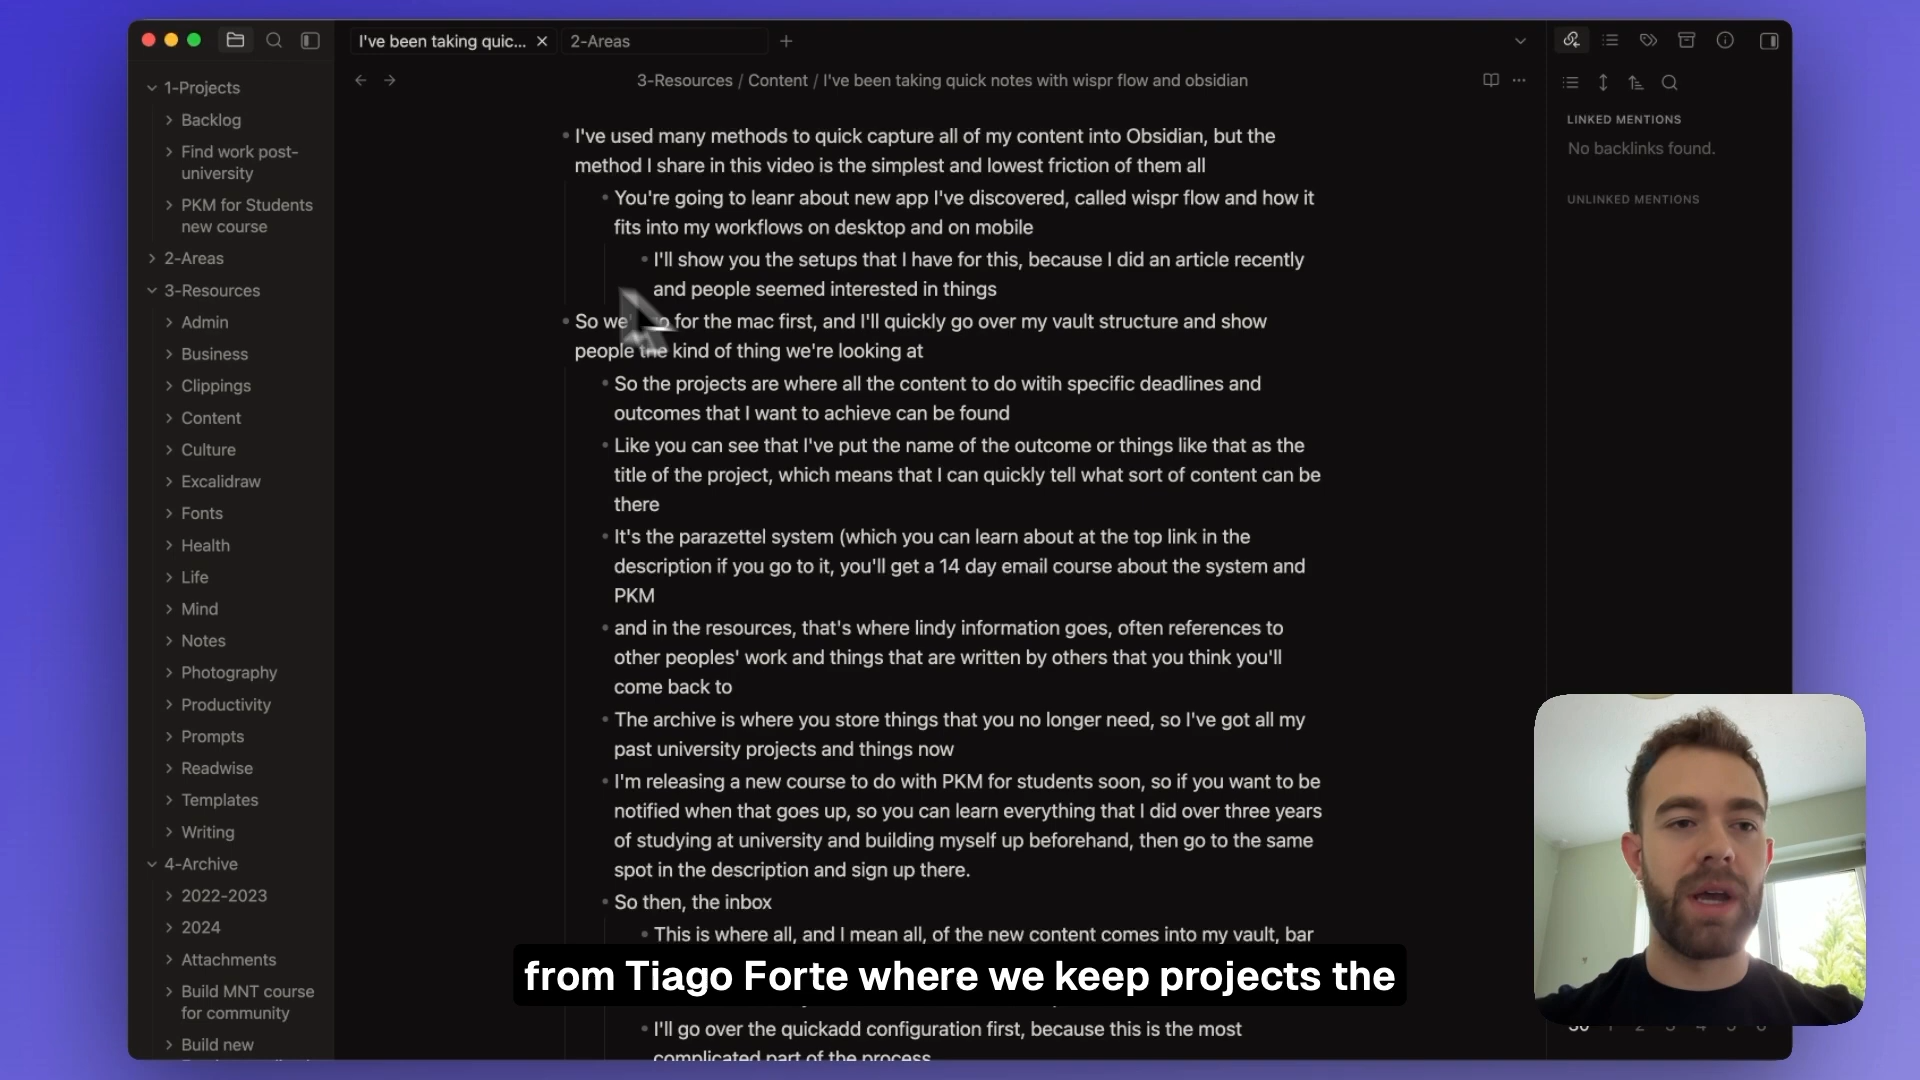 I've been taking quic...
2-Areas
3-Resources / Content / I've been taking quick notes with wispr flow and obsidian
1-Projects
Backlog
Find work post-
university
PKM for Students
new course
2-Areas
3-Resources
Admin
Business
Clippings
Content
Culture
Excalidraw
Fonts
Health
Life
Mind
Notes
Photography
Productivity
Prompts
Readwise
Templates
Writing
4-Archive
2022-2023
2024
Attachments
Build MNT course
for community
Build new
I've used many methods to quick capture all of my content into Obsidian, but the
method I share in this video is the simplest and lowest friction of them all
You're going to leanr about new app I've discovered, called wispr flow and how it
fits into my workflows on desktop and on mobile
I'll show you the setups that I have for this, because I did an article recently
and people seemed interested in things
So for the mac first, and I'll quickly go over my vault structure and show
people the kind of thing we're looking at
So the projects are where all the content to do witih specific deadlines and
outcomes that I want to achieve can be found
Like you can see that I've put the name of the outcome or things like that as the
title of the project, which means that I can quickly tell what sort of content can be
there
It's the parazettel system (which you can learn about at the top link in the
description if you go to it, you'll get a 14 day email course about the system and
PKM
and in the resources, that's where lindy information goes, often references to
other peoples' work and things that are written by others that you think you'll
come back to
The archive is where you store things that you no longer need, so I've got all my
past university projects and things now
I'm releasing a new course to do with PKM for students soon, so if you want to be
notified when that goes up, so you can learn everything that I did over three years
of studying at university and building myself up beforehand, then go to the same
spot in the description and sign up there.
So then, the inbox
This is where all, and I mean all, of the new content comes into my vault, bar
from Tiago Forte where we keep projects the
I'll go over the quickadd configuration first, because this is the most
complicated part of the process
LINKED MENTIONS
No backlinks found.
UNLINKED MENTIONS